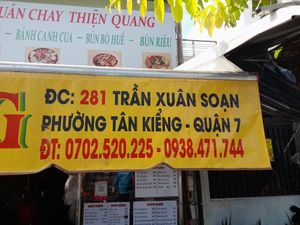 QUÁN CHAY THIỆN QUANG
BÁNH CANH CUA - BÚN BÒ HUẾ - BÚN RIÊU
G
ĐC: 281 TRẦN XUÂN SOẠN
PHƯỜNG TÂN KIỂNG - QUẬN 7
ĐT: 0702.520.225 - 0938.471.744